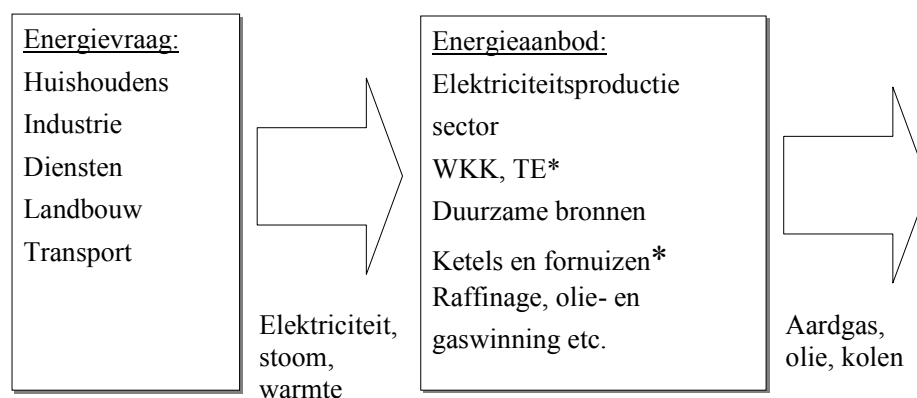 Energievraag:
Huishoudens
Industrie
Diensten
Landbouw
Transport
Elektriciteit,
stoom,
warmte
Energieaanbod:
Elektriciteitsproductie
sector
WKK, TE*
Duurzame bronnen
Ketels en fornuizen*
Raffinage, olie- en
gaswinning etc.
Aardgas,
olie, kolen